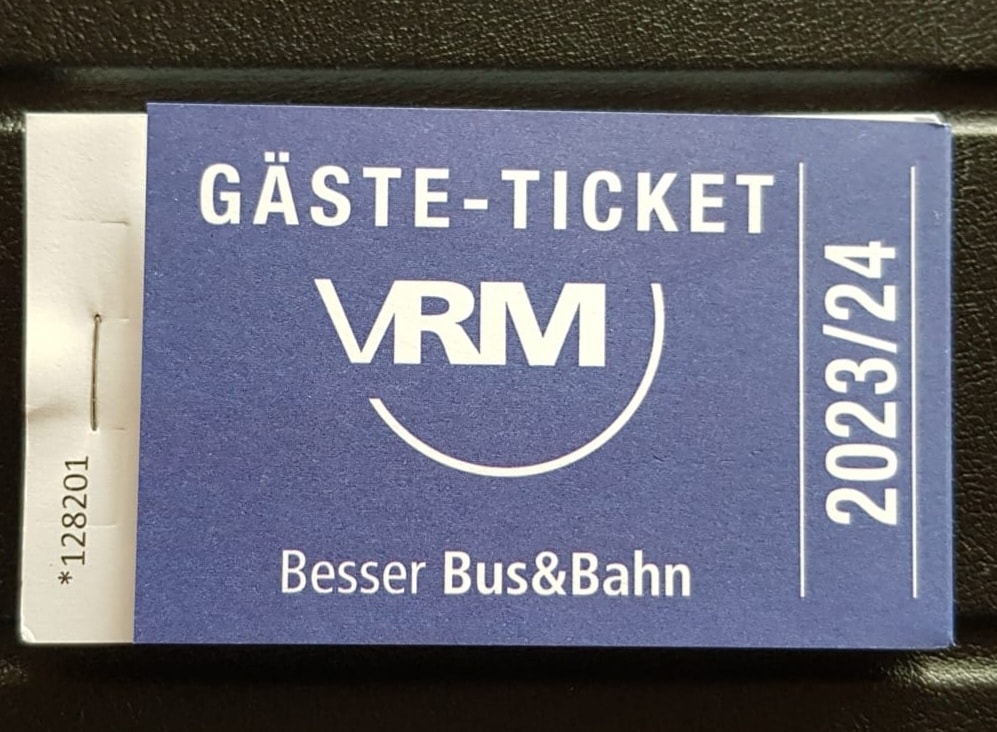 GÄSTE-TICKET
VRM
Besser Bus&Bahn
2023/24
*128201